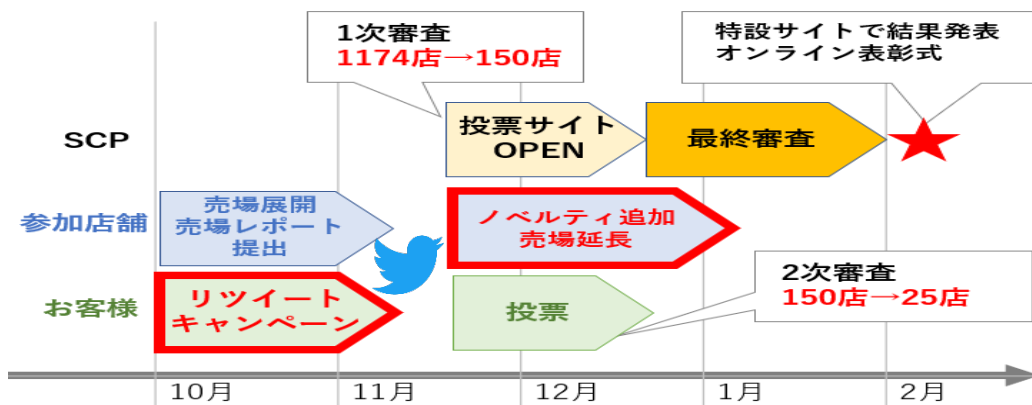 1次審査
1174店→150店
特設サイトで結果発表
オンライン表彰式
SCP
投票サイト
OPEN
最終審査
参加店舗
売場展開
売場レポート
提出
ノベルティ追加
売場延長
お客様
リツイート
キャンペーン
投票
2次審査
150店→25店
10月
11月
12月
1月
2月